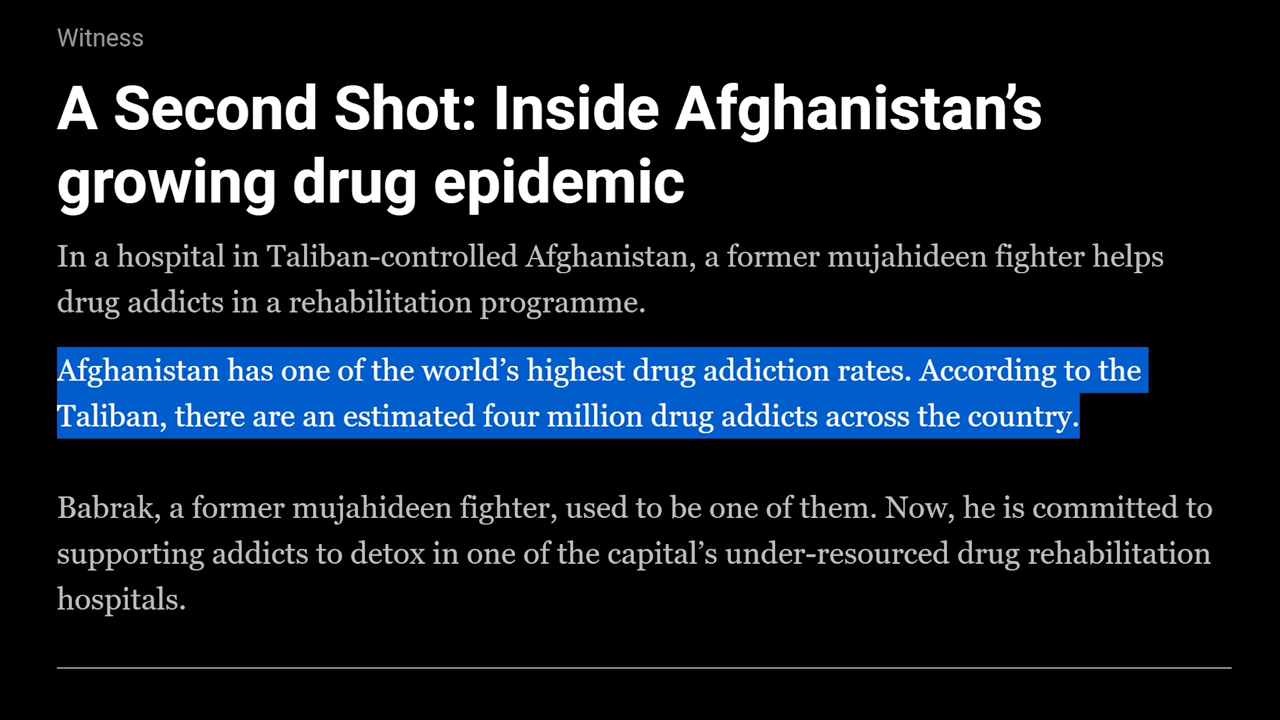 Witness
A Second Shot: Inside Afghanistan’s
growing drug epidemic
In a hospital in Taliban-controlled Afghanistan, a former mujahideen fighter helps
drug addicts in a rehabilitation programme.
Afghanistan has one of the world’s highest drug addiction rates. According to the
Taliban, there are an estimated four million drug addicts across the country.
Babrak, a former mujahideen fighter, used to be one of them. Now, he is committed to
supporting addicts to detox in one of the capital’s under-resourced drug rehabilitation
hospitals.